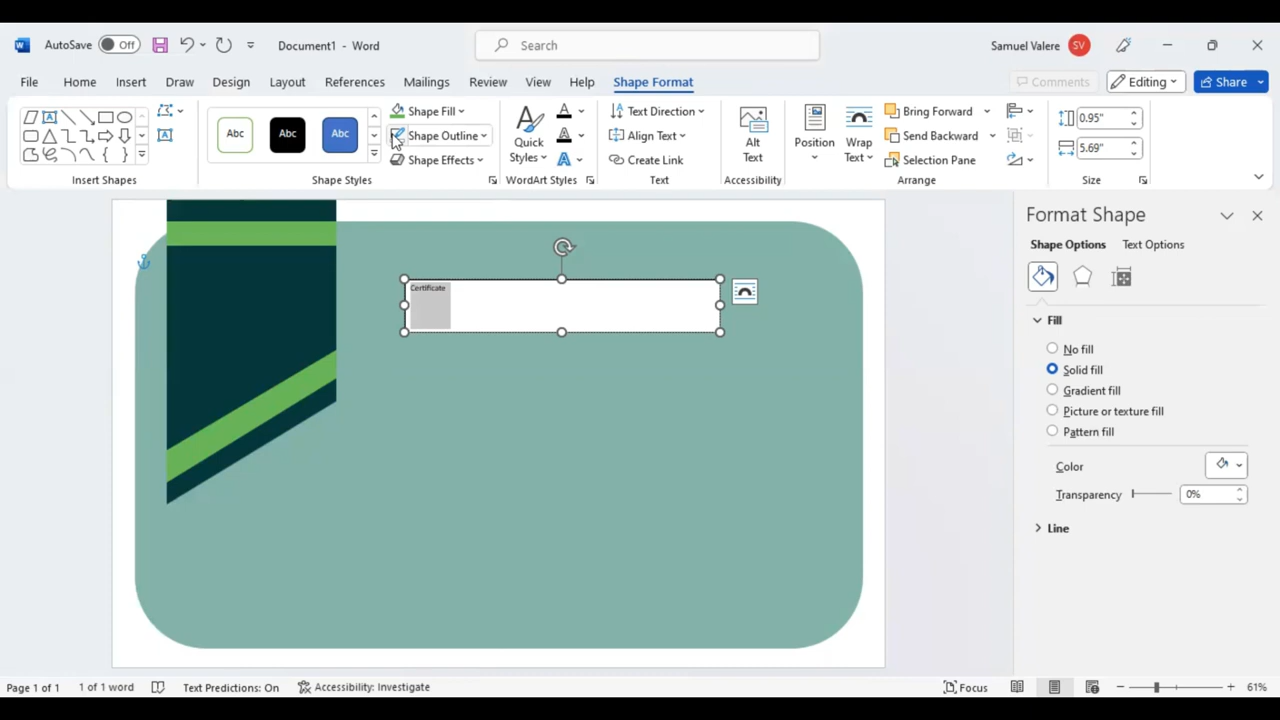 AutoSave Off Document1 - Word Search Samuel Valere SV
File Home Insert Draw Design Layout References Mailings Review View Help Shape Format Comments Editing Share
Abc Abc Abc
Shape Fill
Shape Outline
Shape Effects
Quick
Styles
Text Direction
Align Text
Create Link
Alt
Text
Position
Wrap
Text
Bring Forward
Send Backward
Selection Pane
0.95"
5.69"
Insert Shapes Shape Styles WordArt Styles Text Accessibility Arrange Size
Certificate
Format Shape
Shape Options Text Options
Fill
No fill
Solid fill
Gradient fill
Picture or texture fill
Pattern fill
Color
Transparency 0%
Line
Page 1 of 1 1 of 1 word Text Predictions: On Accessibility: Investigate Focus 61%